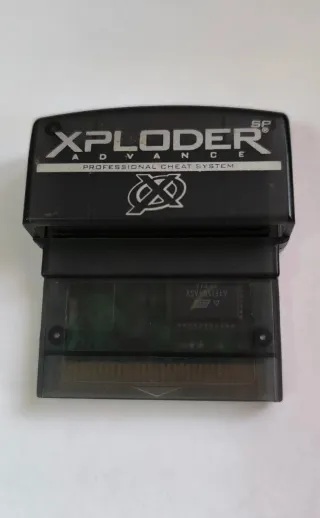 SP
XPLODER®
ADVANCE
PROFESSIONAL CHEAT SYSTEM
X